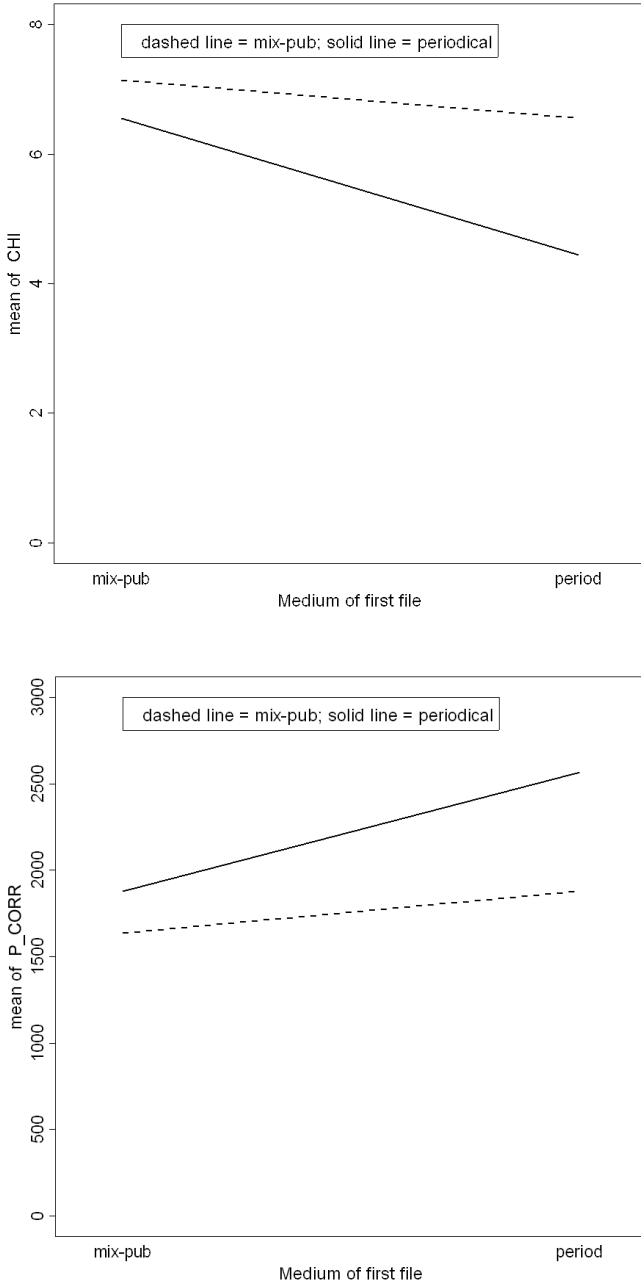 8
dashed line = mix-pub; solid line = periodical
6
mean of CHI
4
2
0
mix-pub
period
Medium of first file
3000
dashed line = mix-pub; solid line = periodical
2500
2000
mean of P_CORR
1500
1000
500
0
mix-pub
period
Medium of first file